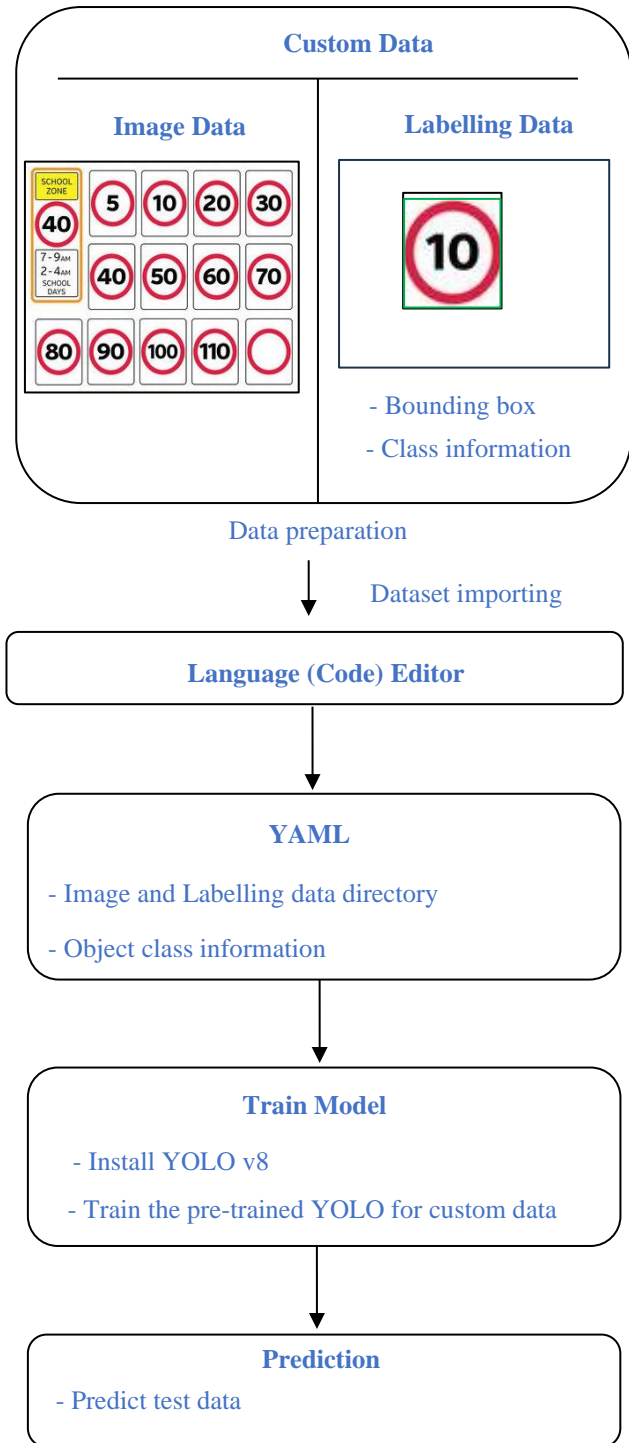 Custom Data
Image Data
SCHOOL
ZONE
40
7-9AM
2-4AM
SCHOOL
DAYS
5 10 20 30
40 50 60 70
80 90 100 110
Labelling Data
10
- Bounding box
- Class information
Data preparation
Dataset importing
Language (Code) Editor
YAML
- Image and Labelling data directory
- Object class information
Train Model
- Install YOLO v8
- Train the pre-trained YOLO for custom data
Prediction
- Predict test data